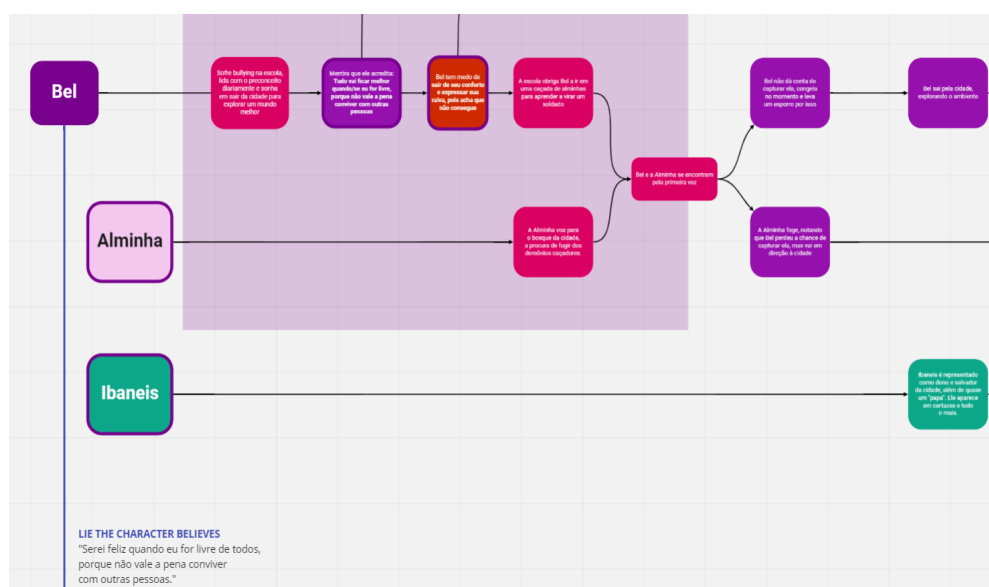 Bel
Sofre bullying na escola,
lida com o preconceito
diariamente e sonha
em sair da cidade para
explorar um mundo
melhor
Mentira que ele acredita:
Tudo vai ficar melhor
quando/se eu for livre,
porque não vale a pena
conviver com outras
pessoas
Bel tem medo de
sair de seu conforto
e expressar sua
raiva, pois acha que
não consegue
A escola obriga Bel a ir em
uma caçada de alminhas
para aprender a virar um
soldado
Bel não dá conta de
capturar ela, congela
no momento e leva
um esporro por isso
Bel sai pela cidade,
explorando o ambiente
Bel e a Alminha se encontram
pela primeira vez
Alminha
A Alminha voa para
o bosque da cidade,
a procura de fugir dos
demônios caçadores.
A Alminha foge, notando
que Bel perdeu a chance de
capturar ela, mas vai em
direção à cidade
Ibaneis
Ibaneis é representado
como dono e salvador
da cidade, além de quase
um "papa". Ele aparece
em cartazes e tudo
o mais.
LIE THE CHARACTER BELIEVES
"Serei feliz quando eu for livre de todos,
porque não vale a pena conviver
com outras pessoas."